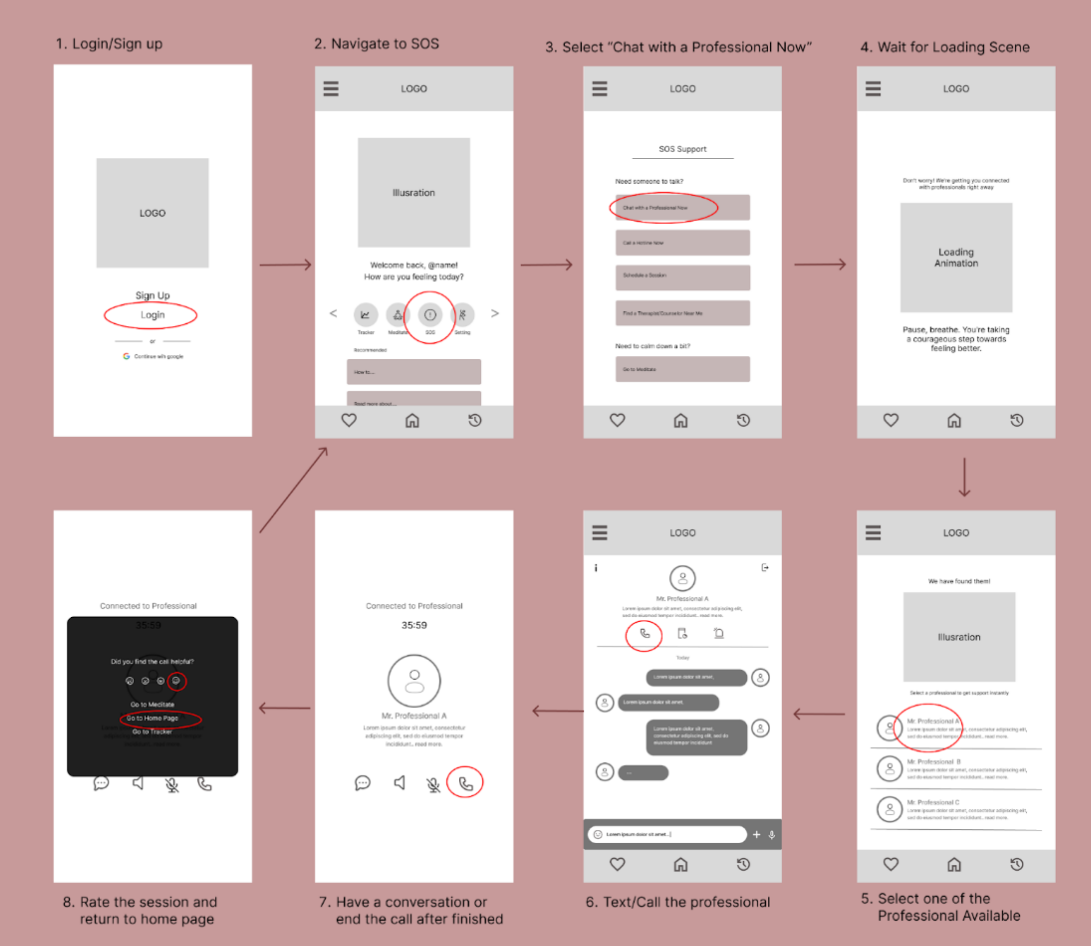 1. Login/Sign up
LOGO
Sign Up
Login
or
Continue with google
2. Navigate to SOS
LOGO
Illusration
Welcome back, @name!
How are you feeling today?
<
>
Tracker
Meditate
SOS
Setting
Recommended
How to...
Read more about....
3. Select "Chat with a Professional Now"
LOGO
SOS Support
Need someone to talk?
Chat with a Professional Now
Call a Hotline Now
Schedule a Session
Find a Therapist/Counselor Near Me
Need to calm down a bit?
Go to Meditate
4. Wait for Loading Scene
LOGO
Don't worry! We're getting you connected
with professionals right away
Loading
Animation
Pause, breathe. You're taking
a courageous step towards
feeling better.
LOGO
We have found them!
Illusration
Select a professional to get support instantly
Mr. Professional A
Lorem ipsum dolor sit amet, consectetur adipiscing elit,
sed do eiusmod tempor incididunt.. read more.
Mr. Professional B
Lorem ipsum dolor sit amet, consectetur adipiscing elit,
sed do eiusmod tempor incididunt.. read more.
Mr. Professional C
Lorem ipsum dolor sit amet, consectetur adipiscing elit,
sed do eiusmod tempor incididunt.. read more.
5. Select one of the
Professional Available
LOGO
Mr. Professional A
Lorem ipsum dolor sit amet, consectetur adipiscing elit,
sed do eiusmod tempor incididunt.. read more.
Today
Lorem ipsum dolor sit amet,
Lorem ipsum dolor sit amet,
Lorem ipsum dolor sit amet,
consectetur adipiscing elit, sed do
eiusmod tempor incididunt
...
Lorem ipsum dolor sit amet...|
6. Text/Call the professional
Connected to Professional
35:59
Mr. Professional A
Lorem ipsum dolor sit amet, consectetur
adipiscing elit, sed do eiusmod tempor
incididunt.. read more.
7. Have a conversation or
end the call after finished
Connected to Professional
35:59
Did you find the call helpful?
Go to Meditate
Go to Home Page
Go to Tracker
8. Rate the session and
return to home page